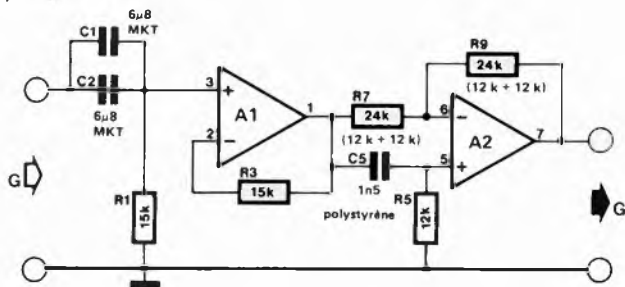 6µ8
MKT
C1
C2
6µ8
MKT
3
+
A1
1
2
−
R3
15k
R1
15k
G
R7
24k
(12 k + 12 k)
C5
1n5
polystyrène
R5
12k
R9
24k
(12 k + 12 k)
6
−
A2
7
5
+
G